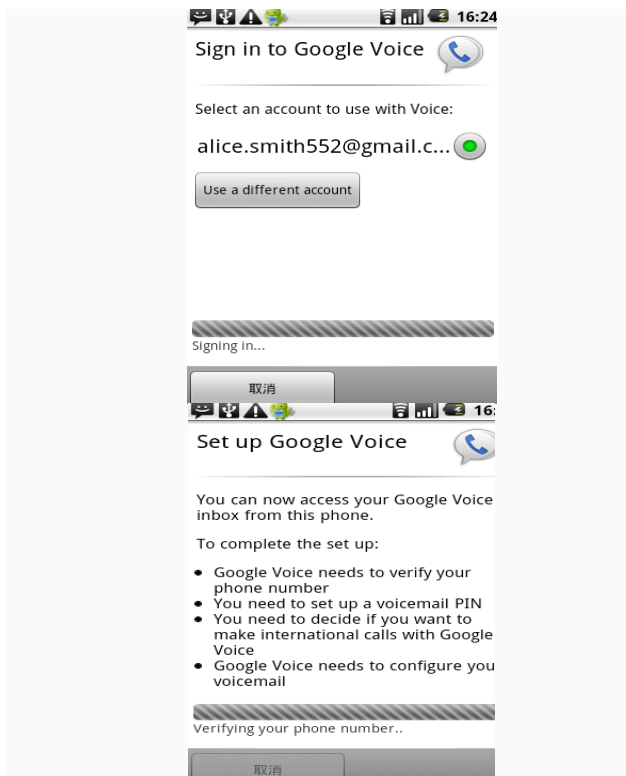 16:24
Sign in to Google Voice
Select an account to use with Voice:
alice.smith552@gmail.c...
Use a different account
Signing in...
取消
16:
Set up Google Voice
You can now access your Google Voice
inbox from this phone.
To complete the set up:
• Google Voice needs to verify your
phone number
• You need to set up a voicemail PIN
• You need to decide if you want to
make international calls with Google
Voice
• Google Voice needs to configure you
voicemail
Verifying your phone number..
取消